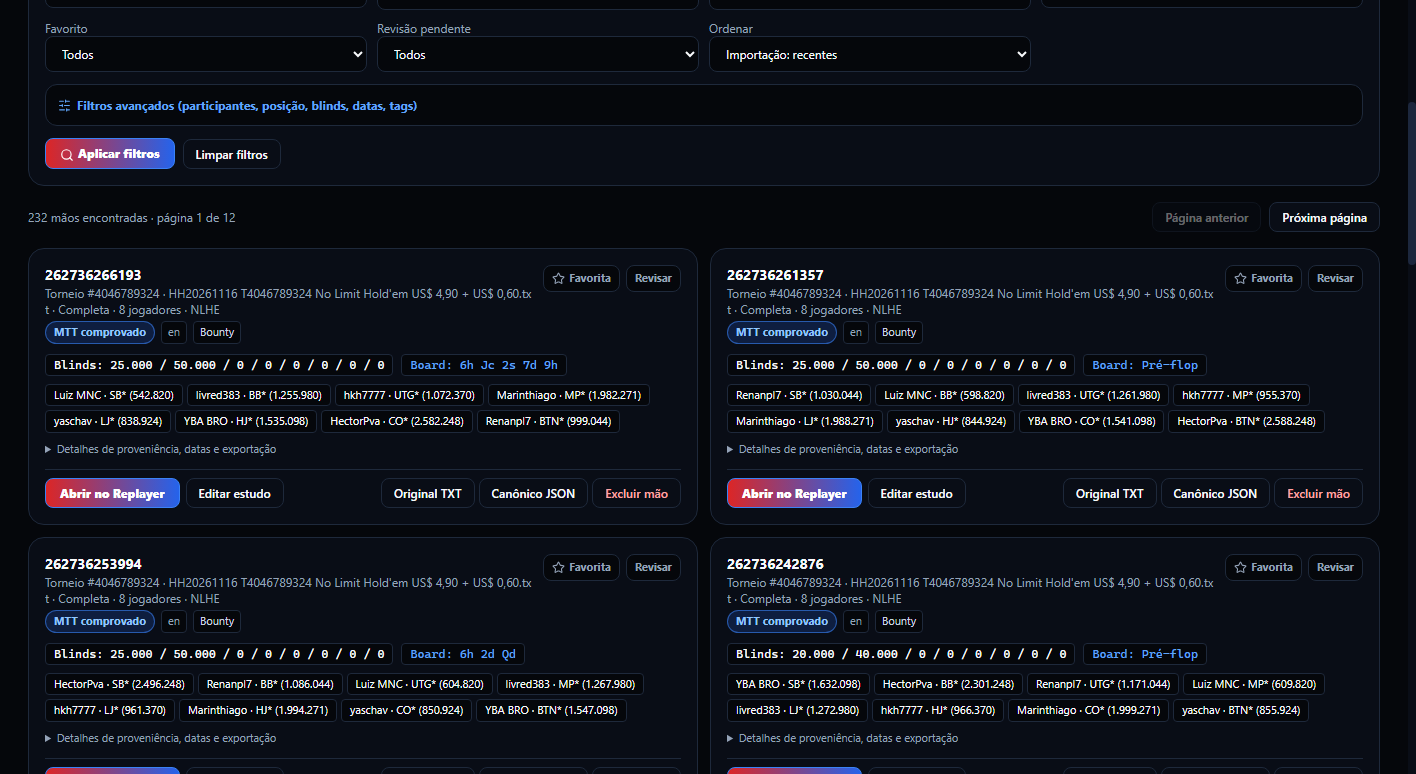 Favorito Revisão pendente Ordenar
Todos Todos Importação: recentes
Filtros avançados (participantes, posição, blinds, datas, tags)
Aplicar filtros Limpar filtros
232 mãos encontradas · página 1 de 12 Página anterior Próxima página
262736266193 Favorita Revisar
Torneio #4046789324 · HH20261116 T4046789324 No Limit Hold'em US$ 4,90 + US$ 0,60.tx
t · Completa · 8 jogadores · NLHE
MTT comprovado en Bounty
Blinds: 25.000 / 50.000 / 0 / 0 / 0 / 0 / 0 / 0 Board: 6h Jc 2s 7d 9h
Luiz MNC · SB* (542.820) livred383 · BB* (1.255.980) hkh7777 · UTG* (1.072.370) Marinthiago · MP* (1.982.271)
yaschav · LJ* (838.924) YBA BRO · HJ* (1.535.098) HectorPva · CO* (2.582.248) Renanpl7 · BTN* (999.044)
Detalhes de proveniência, datas e exportação
Abrir no Replayer Editar estudo Original TXT Canônico JSON Excluir mão
262736261357 Favorita Revisar
Torneio #4046789324 · HH20261116 T4046789324 No Limit Hold'em US$ 4,90 + US$ 0,60.tx
t · Completa · 8 jogadores · NLHE
MTT comprovado en Bounty
Blinds: 25.000 / 50.000 / 0 / 0 / 0 / 0 / 0 / 0 Board: Pré-flop
Renanpl7 · SB* (1.030.044) Luiz MNC · BB* (598.820) livred383 · UTG* (1.261.980) hkh7777 · MP* (955.370)
Marinthiago · LJ* (1.988.271) yaschav · HJ* (844.924) YBA BRO · CO* (1.541.098) HectorPva · BTN* (2.588.248)
Detalhes de proveniência, datas e exportação
Abrir no Replayer Editar estudo Original TXT Canônico JSON Excluir mão
262736253994 Favorita Revisar
Torneio #4046789324 · HH20261116 T4046789324 No Limit Hold'em US$ 4,90 + US$ 0,60.tx
t · Completa · 8 jogadores · NLHE
MTT comprovado en Bounty
Blinds: 25.000 / 50.000 / 0 / 0 / 0 / 0 / 0 / 0 Board: 6h 2d Qd
HectorPva · SB* (2.496.248) Renanpl7 · BB* (1.086.044) Luiz MNC · UTG* (604.820) livred383 · MP* (1.267.980)
hkh7777 · LJ* (961.370) Marinthiago · HJ* (1.994.271) yaschav · CO* (850.924) YBA BRO · BTN* (1.547.098)
Detalhes de proveniência, datas e exportação
262736242876 Favorita Revisar
Torneio #4046789324 · HH20261116 T4046789324 No Limit Hold'em US$ 4,90 + US$ 0,60.tx
t · Completa · 8 jogadores · NLHE
MTT comprovado en Bounty
Blinds: 20.000 / 40.000 / 0 / 0 / 0 / 0 / 0 / 0 Board: Pré-flop
YBA BRO · SB* (1.632.098) HectorPva · BB* (2.301.248) Renanpl7 · UTG* (1.171.044) Luiz MNC · MP* (609.820)
livred383 · LJ* (1.272.980) hkh7777 · HJ* (966.370) Marinthiago · CO* (1.999.271) yaschav · BTN* (855.924)
Detalhes de proveniência, datas e exportação